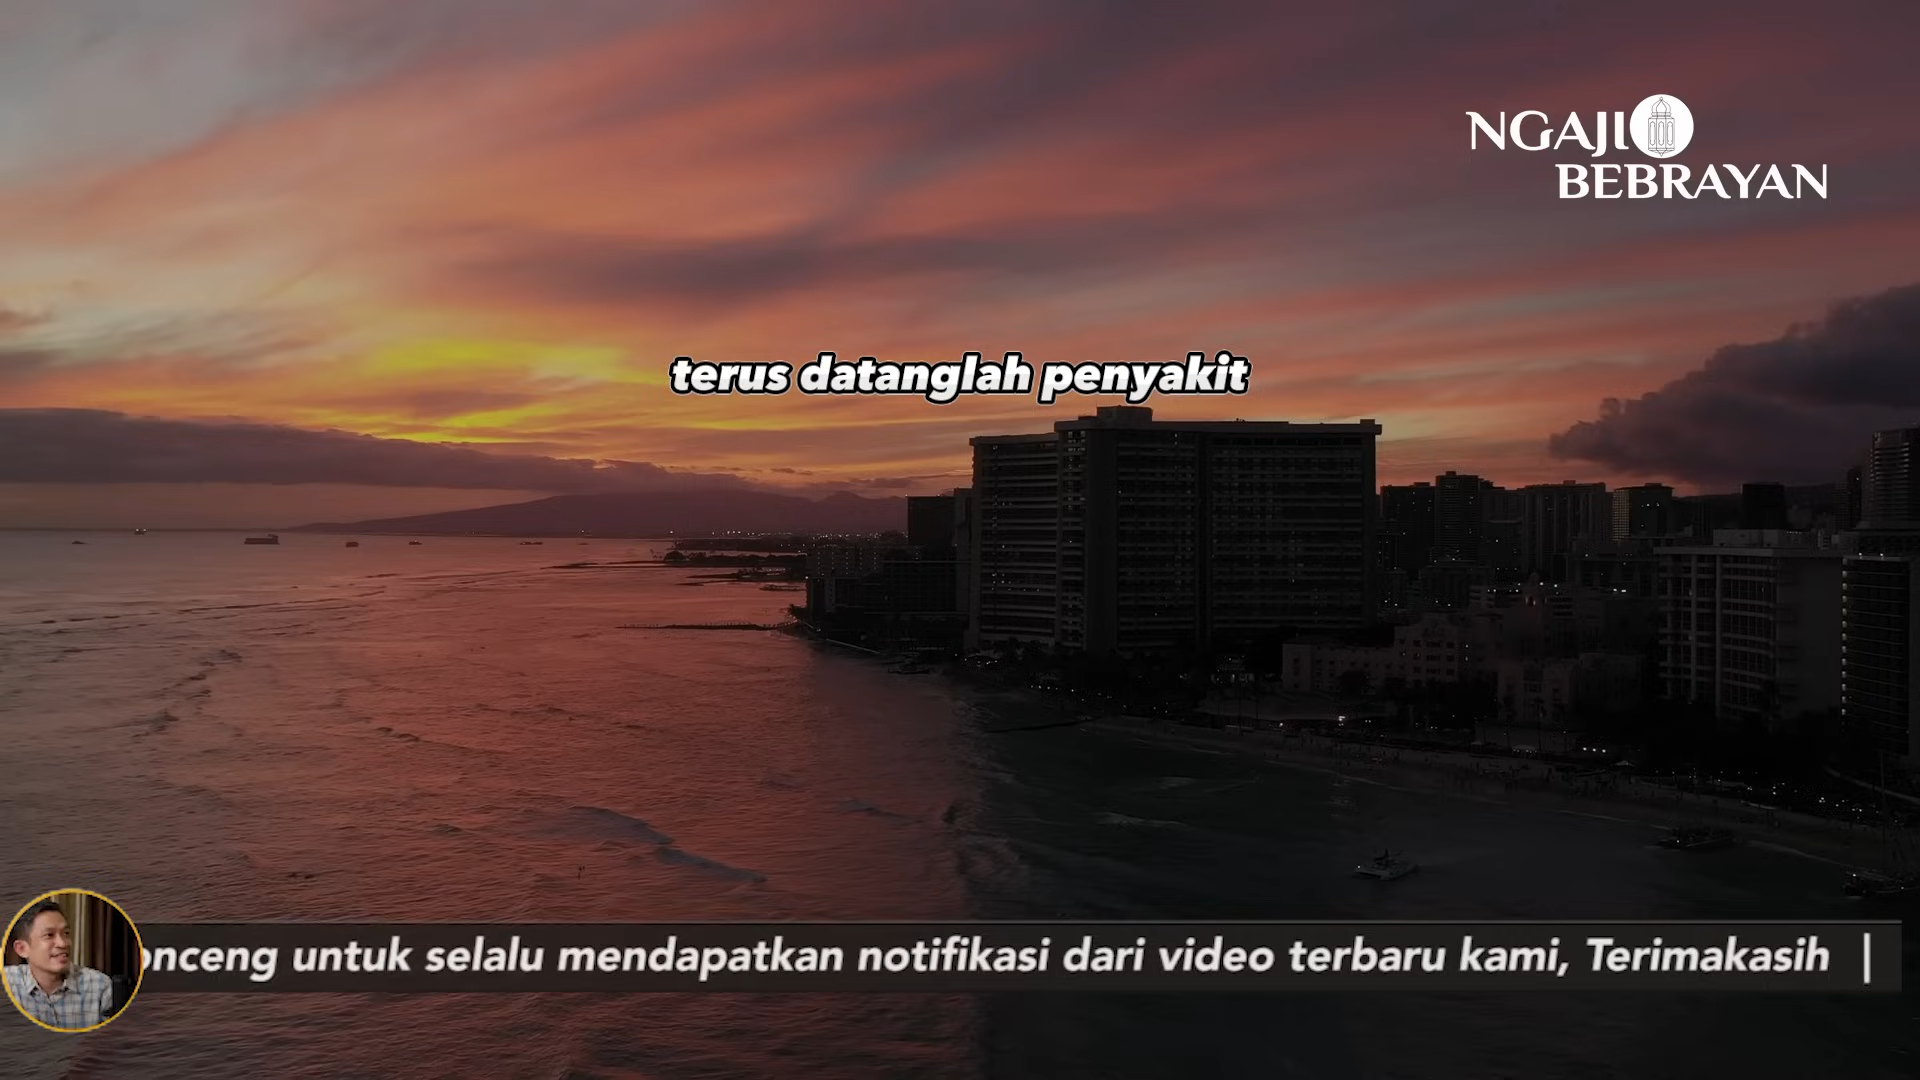 NGAJI
BEBRAYAN
terus datanglah penyakit
onceng untuk selalu mendapatkan notifikasi dari video terbaru kami, Terimakasih |